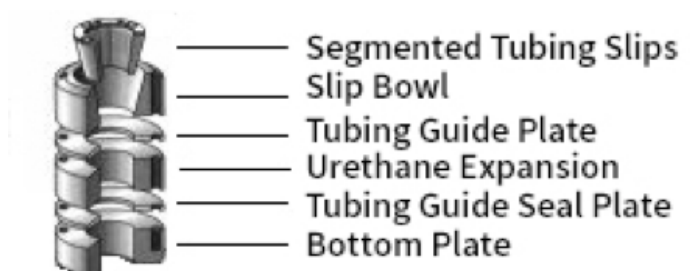 Segmented Tubing Slips
Slip Bowl
Tubing Guide Plate
Urethane Expansion
Tubing Guide Seal Plate
Bottom Plate